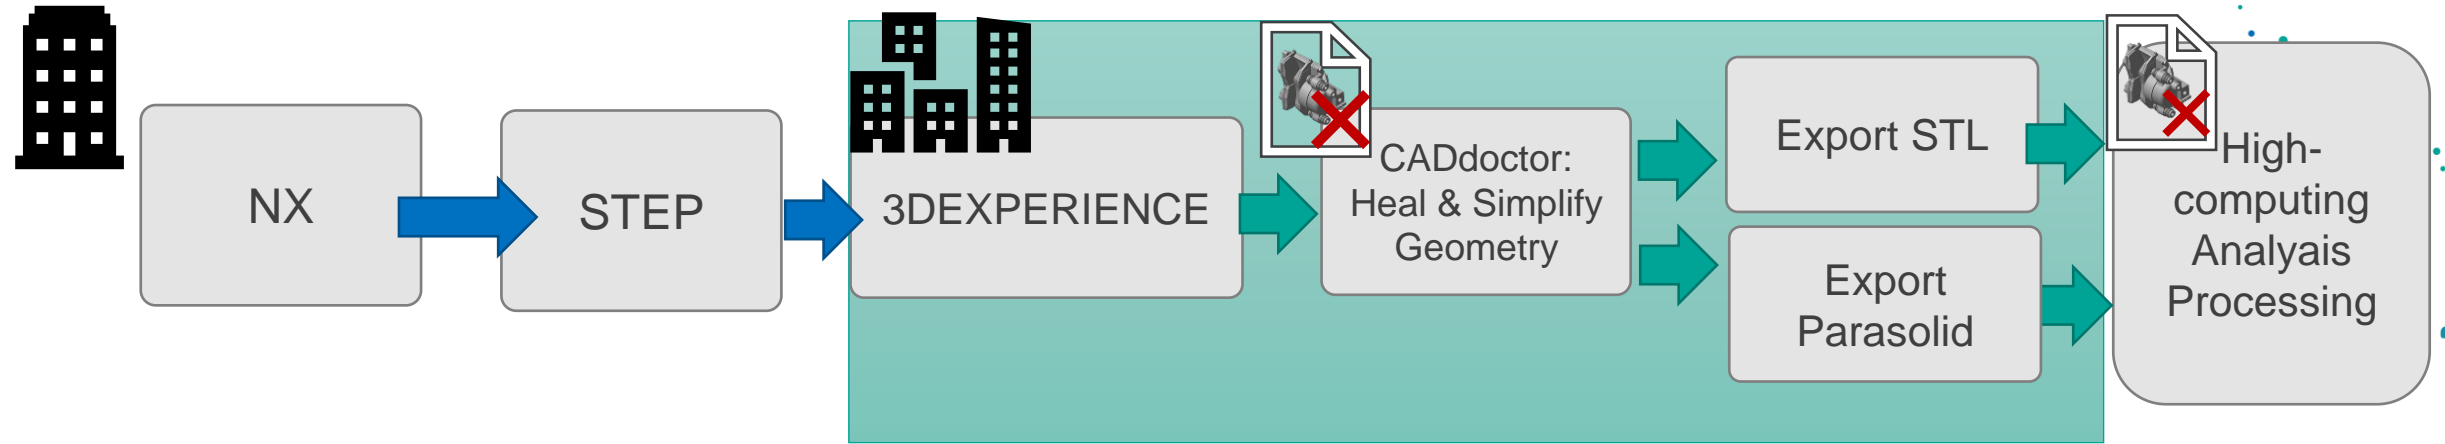 NX
STEP
3DEXPERIENCE
CADdoctor:
Heal & Simplify
Geometry
Export STL
Export
Parasolid
High-
computing
Analyais
Processing